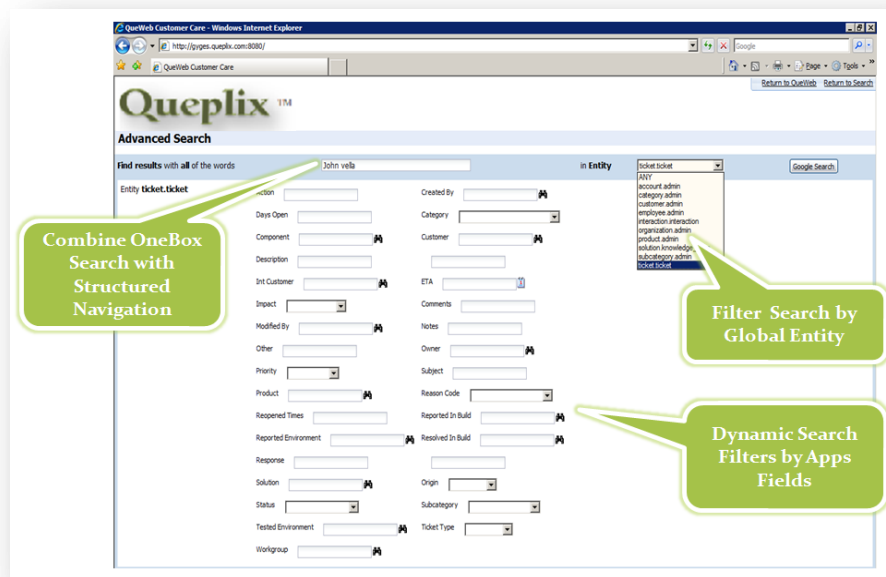 QueWeb Customer Care - Windows Internet Explorer
http://gyges.queplix.com:8080/
Google
QueWeb Customer Care
Page Tools
Return to QueWeb Return to Search
Queplix TM
Advanced Search
Find results with all of the words John vella in Entity ticket.ticket Google Search
Entity ticket.ticket
ANY
account.admin
category.admin
customer.admin
employee.admin
interaction.interaction
organization.admin
product.admin
solution.knowledge
subcategory.admin
ticket.ticket
Action Created By
Days Open Category
Component Customer
Description
Int Customer ETA
Impact Comments
Modified By Notes
Other Owner
Priority Subject
Product Reason Code
Reopened Times Reported In Build
Reported Environment Resolved In Build
Response
Solution Origin
Status Subcategory
Tested Environment Ticket Type
Workgroup
Combine OneBox
Search with
Structured
Navigation
Filter Search by
Global Entity
Dynamic Search
Filters by Apps
Fields